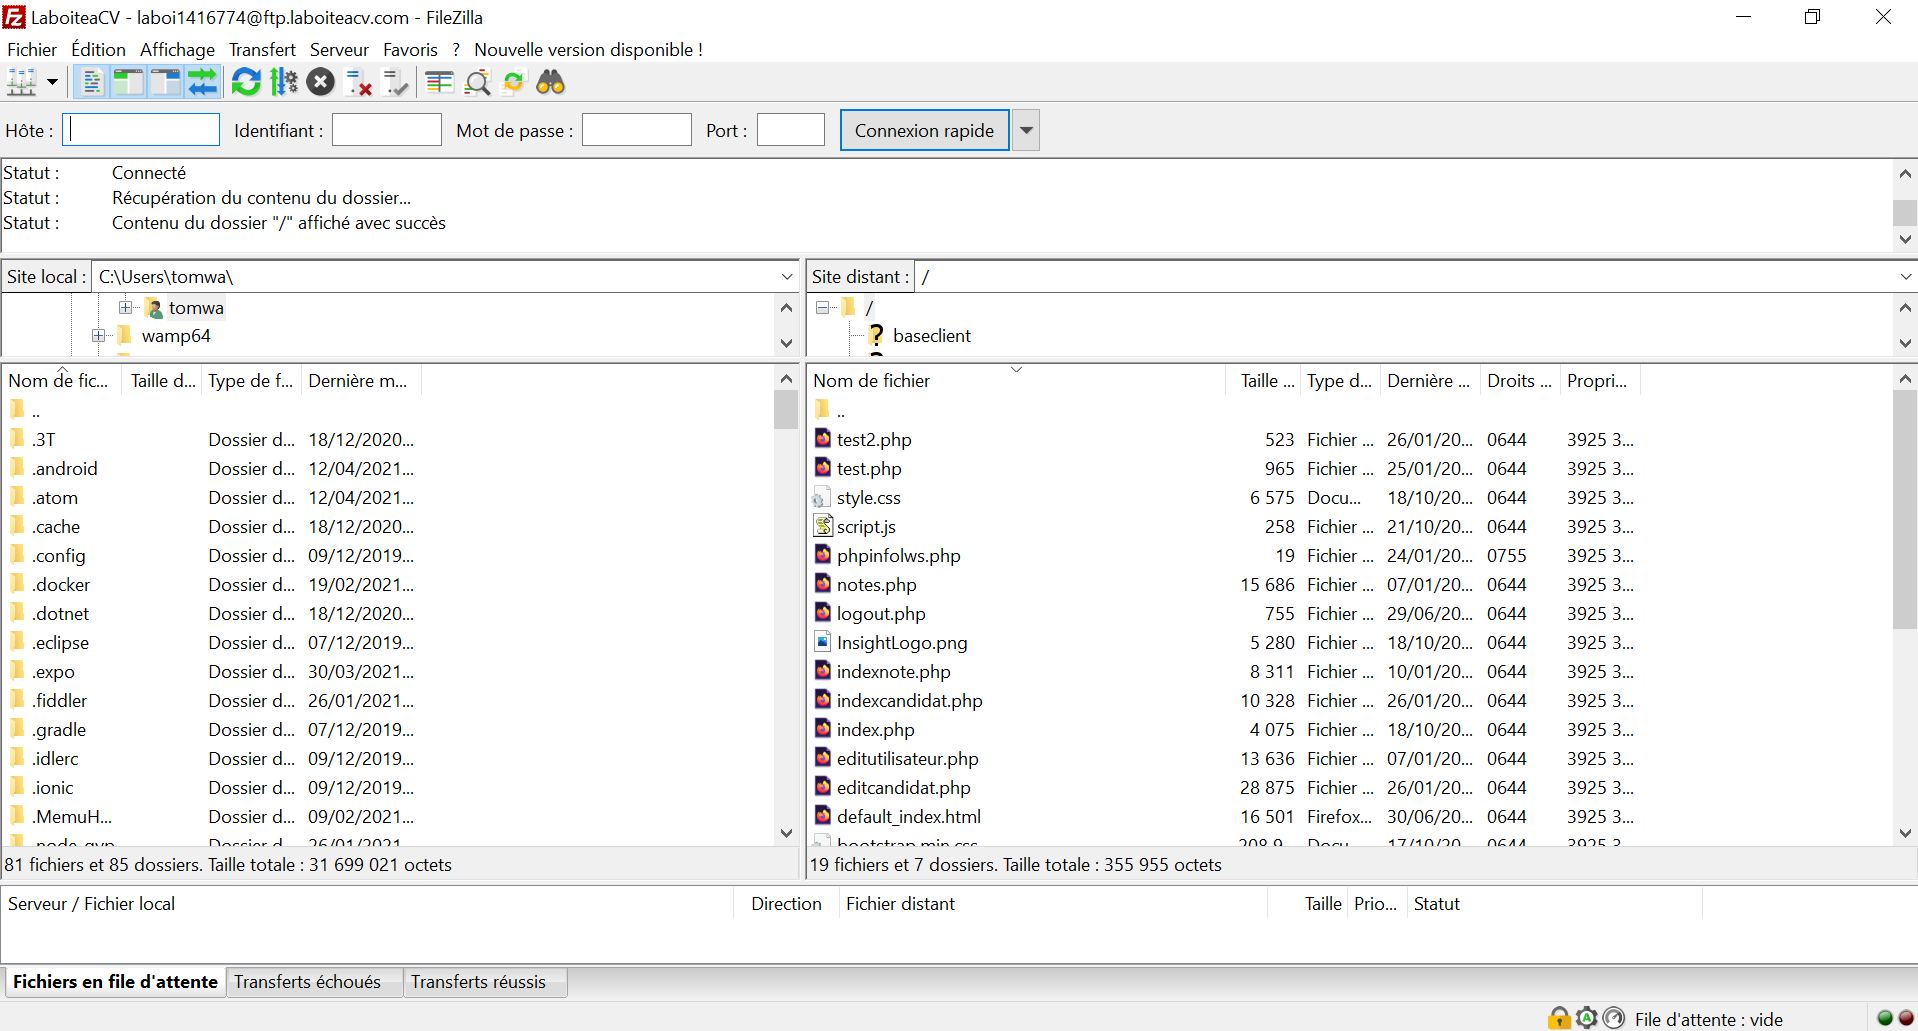 LaboiteaCV - laboi1416774@ftp.laboiteacv.com - FileZilla
Fichier Édition Affichage Transfert Serveur Favoris ? Nouvelle version disponible !
Hôte : Identifiant : Mot de passe : Port : Connexion rapide
Statut : Connecté
Statut : Récupération du contenu du dossier...
Statut : Contenu du dossier "/" affiché avec succès
Site local : C:\Users\tomwa\
tomwa
wamp64
Site distant : /
/
baseclient
Nom de fic... Taille d... Type de f... Dernière m...
..
.3T Dossier d... 18/12/2020...
.android Dossier d... 12/04/2021...
.atom Dossier d... 12/04/2021...
.cache Dossier d... 18/12/2020...
.config Dossier d... 09/12/2019...
.docker Dossier d... 19/02/2021...
.dotnet Dossier d... 18/12/2020...
.eclipse Dossier d... 07/12/2019...
.expo Dossier d... 30/03/2021...
.fiddler Dossier d... 26/01/2021...
.gradle Dossier d... 07/12/2019...
.idlerc Dossier d... 09/12/2019...
.ionic Dossier d... 09/12/2019...
.MemuH... Dossier d... 09/02/2021...
.node-gyp Dossier d... 26/01/2021...
81 fichiers et 85 dossiers. Taille totale : 31 699 021 octets
Nom de fichier Taille ... Type d... Dernière ... Droits ... Propri...
..
test2.php 523 Fichier ... 26/01/20... 0644 3925 3...
test.php 965 Fichier ... 25/01/20... 0644 3925 3...
style.css 6 575 Docu... 18/10/20... 0644 3925 3...
script.js 258 Fichier ... 21/10/20... 0644 3925 3...
phpinfolws.php 19 Fichier ... 24/01/20... 0755 3925 3...
notes.php 15 686 Fichier ... 07/01/20... 0644 3925 3...
logout.php 755 Fichier ... 29/06/20... 0644 3925 3...
InsightLogo.png 5 280 Fichier ... 18/10/20... 0644 3925 3...
indexnote.php 8 311 Fichier ... 10/01/20... 0644 3925 3...
indexcandidat.php 10 328 Fichier ... 26/01/20... 0644 3925 3...
index.php 4 075 Fichier ... 18/10/20... 0644 3925 3...
editutilisateur.php 13 636 Fichier ... 07/01/20... 0644 3925 3...
editcandidat.php 28 875 Fichier ... 26/01/20... 0644 3925 3...
default_index.html 16 501 Firefox... 30/06/20... 0644 3925 3...
bootstrap.min.css 208 9... Docu... 17/10/20... 0644 3925 3...
19 fichiers et 7 dossiers. Taille totale : 355 955 octets
Serveur / Fichier local Direction Fichier distant Taille Prio... Statut
Fichiers en file d'attente Transferts échoués Transferts réussis
File d'attente : vide